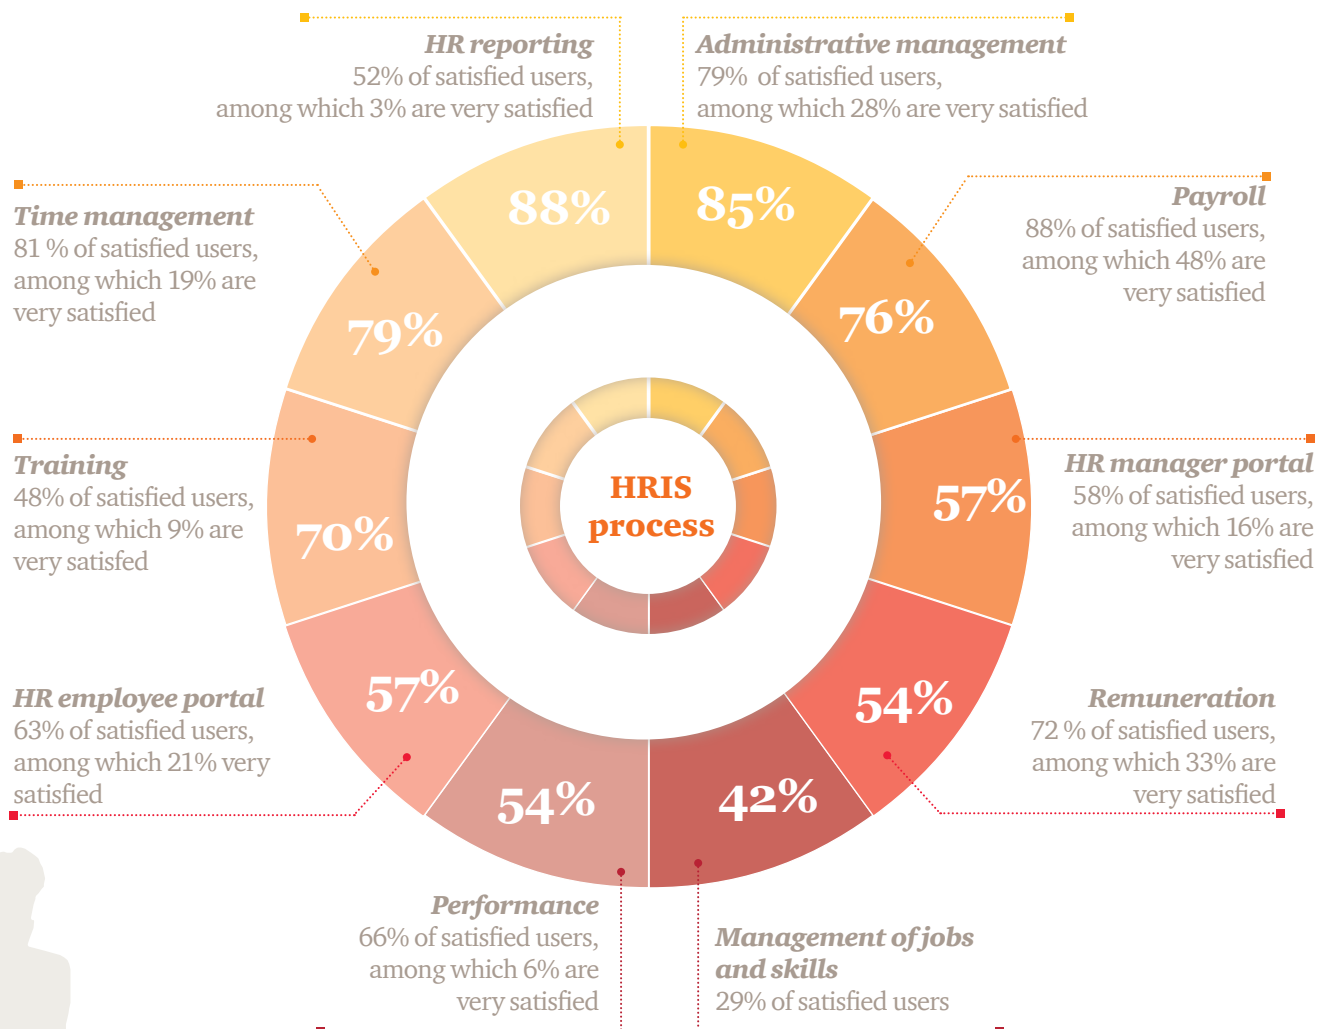 HR reporting
52% of satisfied users,
among which 3% are very satisfied
Administrative management
79% of satisfied users,
among which 28% are very satisfied
88%
85%
Time management
81 % of satisfied users,
among which 19% are
very satisfied
Payroll
88% of satisfied users,
among which 48% are
very satisfied
79%
76%
Training
48% of satisfied users,
among which 9% are
very satisfed
HRIS
process
HR manager portal
58% of satisfied users,
among which 16% are
very satisfied
70%
57%
HR employee portal
63% of satisfied users,
among which 21% very
satisfied
57%
54%
Remuneration
72 % of satisfied users,
among which 33% are
very satisfied
54%
42%
Performance
66% of satisfied users,
among which 6% are
very satisfied
Management of jobs
and skills
29% of satisfied users